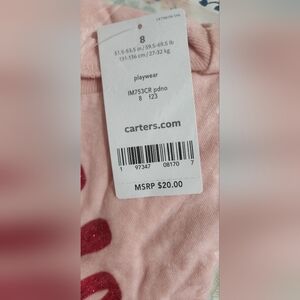 8
51.5-53.5 in / 59.5-69.5 lb
131-136 cm / 27-32 kg
playwear
IM753CR pdno
8 f23
carters.com
1 97347 08170 7
MSRP $20.00